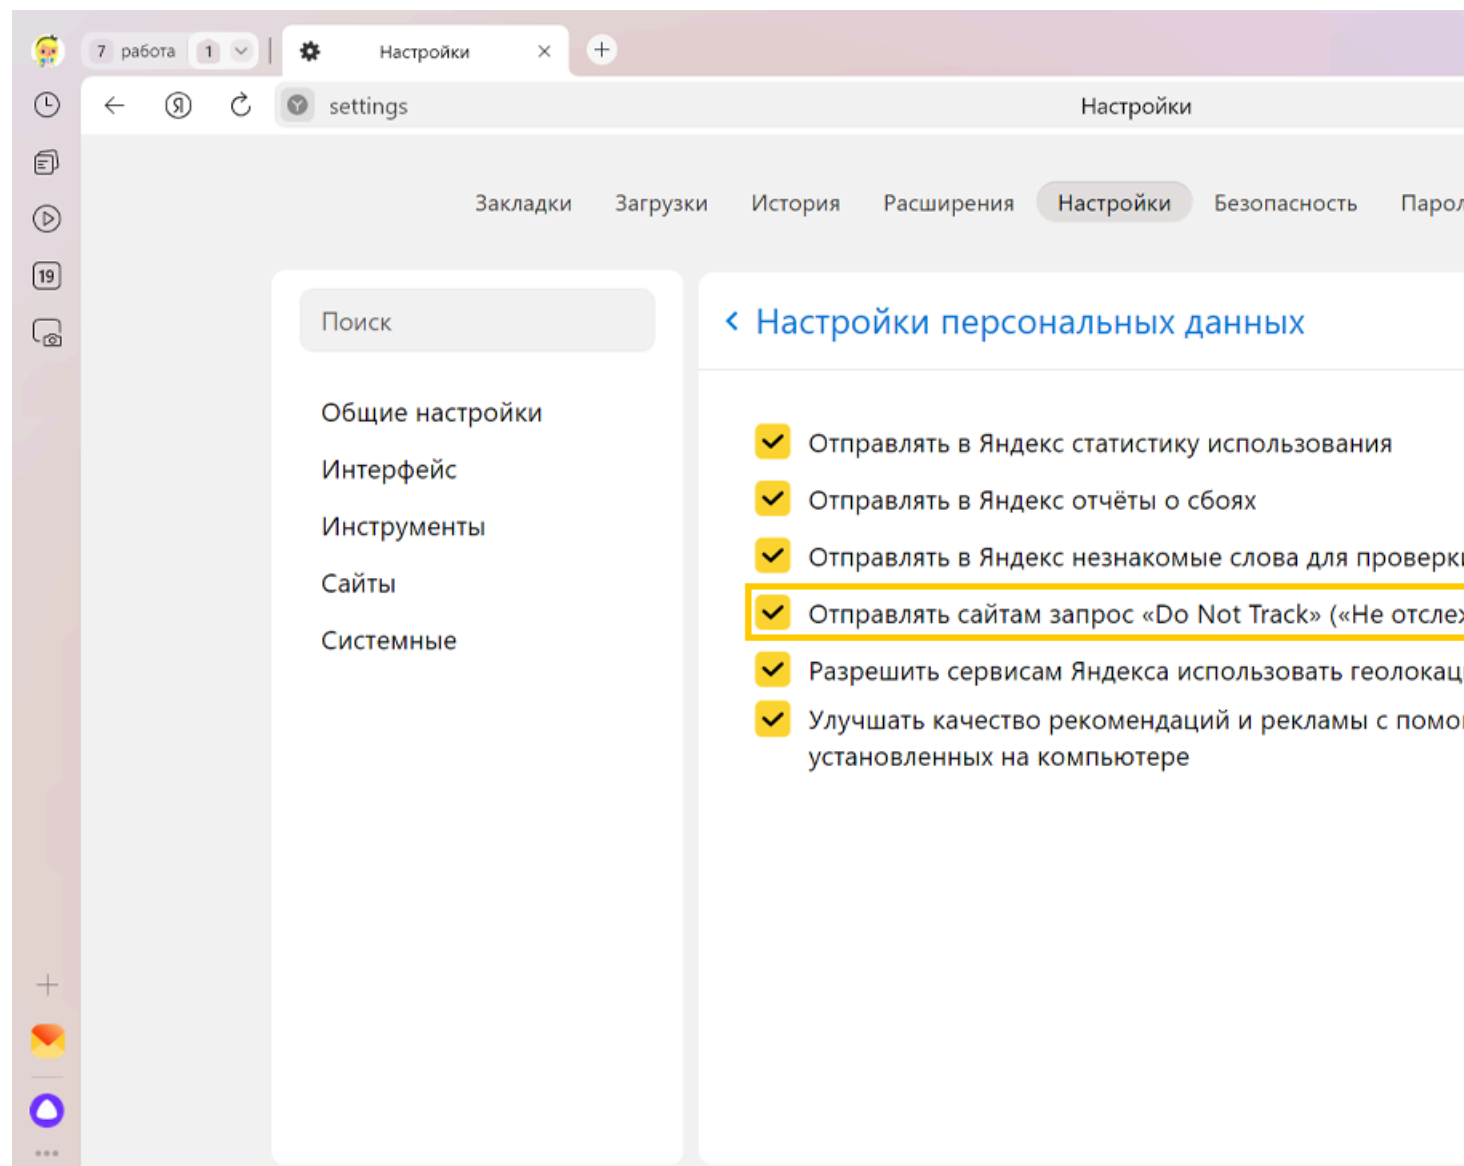 7 работа 1
Настройки
settings
Настройки
Закладки Загрузки История Расширения Настройки Безопасность
19
Поиск
Общие настройки
Интерфейс
Инструменты
Сайты
Системные
Настройки персональных данных
Отправлять в Яндекс статистику использования
Отправлять в Яндекс отчёты о сбоях
Отправлять в Яндекс незнакомые слова для
Отправлять сайтам запрос «Do Not Track» («Не
Разрешить сервисам Яндекса использовать
Улучшать качество рекомендаций и рекламы с
установленных на компьютере